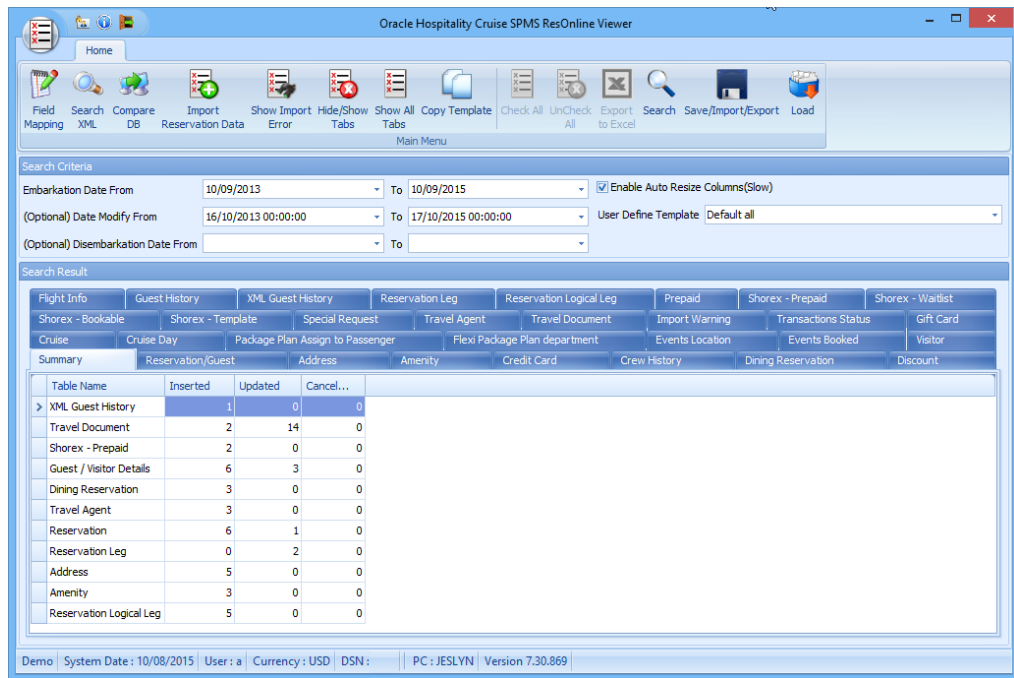 Oracle Hospitality Cruise SPMS ResOnline Viewer
Home
Field Mapping
Search XML
Compare DB
Import Reservation Data
Show Import Error
Hide/Show Tabs
Show All Tabs
Copy Template
Check All
UnCheck All
Export to Excel
Search
Save/Import/Export
Load
Main Menu
Search Criteria
Embarkation Date From 10/09/2013 To 10/09/2015 Enable Auto Resize Columns(Slow)
(Optional) Date Modify From 16/10/2013 00:00:00 To 17/10/2015 00:00:00 User Define Template Default all
(Optional) Disembarkation Date From To
Search Result
Flight Info Guest History XML Guest History Reservation Leg Reservation Logical Leg Prepaid Shorex - Prepaid Shorex - Waitlist
Shorex - Bookable Shorex - Template Special Request Travel Agent Travel Document Import Warning Transactions Status Gift Card
Cruise Cruise Day Package Plan Assign to Passenger Flexi Package Plan department Events Location Events Booked Visitor
Summary Reservation/Guest Address Amenity Credit Card Crew History Dining Reservation Discount
Table Name Inserted Updated Cancel...
XML Guest History 1 0 0
Travel Document 2 14 0
Shorex - Prepaid 2 0 0
Guest / Visitor Details 6 3 0
Dining Reservation 3 0 0
Travel Agent 3 0 0
Reservation 6 1 0
Reservation Leg 0 2 0
Address 5 0 0
Amenity 3 0 0
Reservation Logical Leg 5 0 0
Demo System Date : 10/08/2015 User : a Currency : USD DSN : PC : JESLYN Version 7.30.869